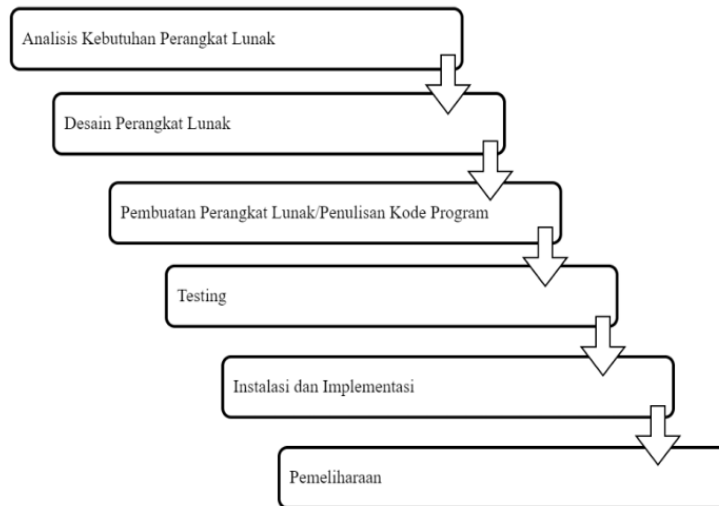 Analisis Kebutuhan Perangkat Lunak
Desain Perangkat Lunak
Pembuatan Perangkat Lunak/Penulisan Kode Program
Testing
Instalasi dan Implementasi
Pemeliharaan